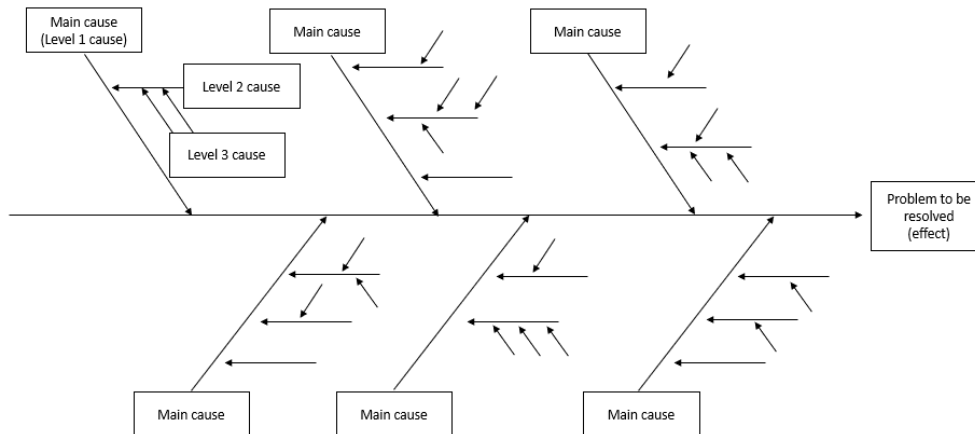 Main cause
(Level 1 cause)
Main cause
Main cause
Level 2 cause
Level 3 cause
Problem to be
resolved
(effect)
Main cause
Main cause
Main cause